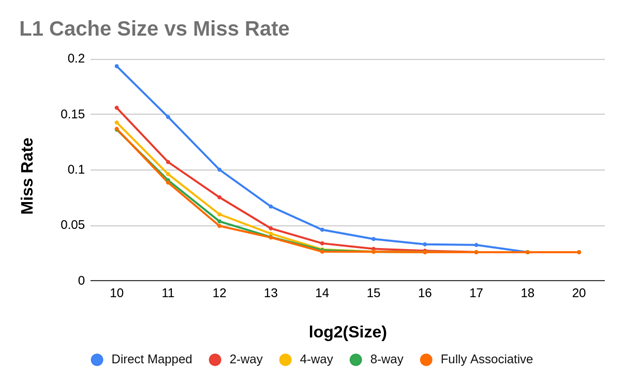 L1 Cache Size vs Miss Rate
0.2
0.15
0.1
0.05
0
Miss Rate
10 11 12 13 14 15 16 17 18 20
log2(Size)
Direct Mapped 2-way 4-way 8-way Fully Associative